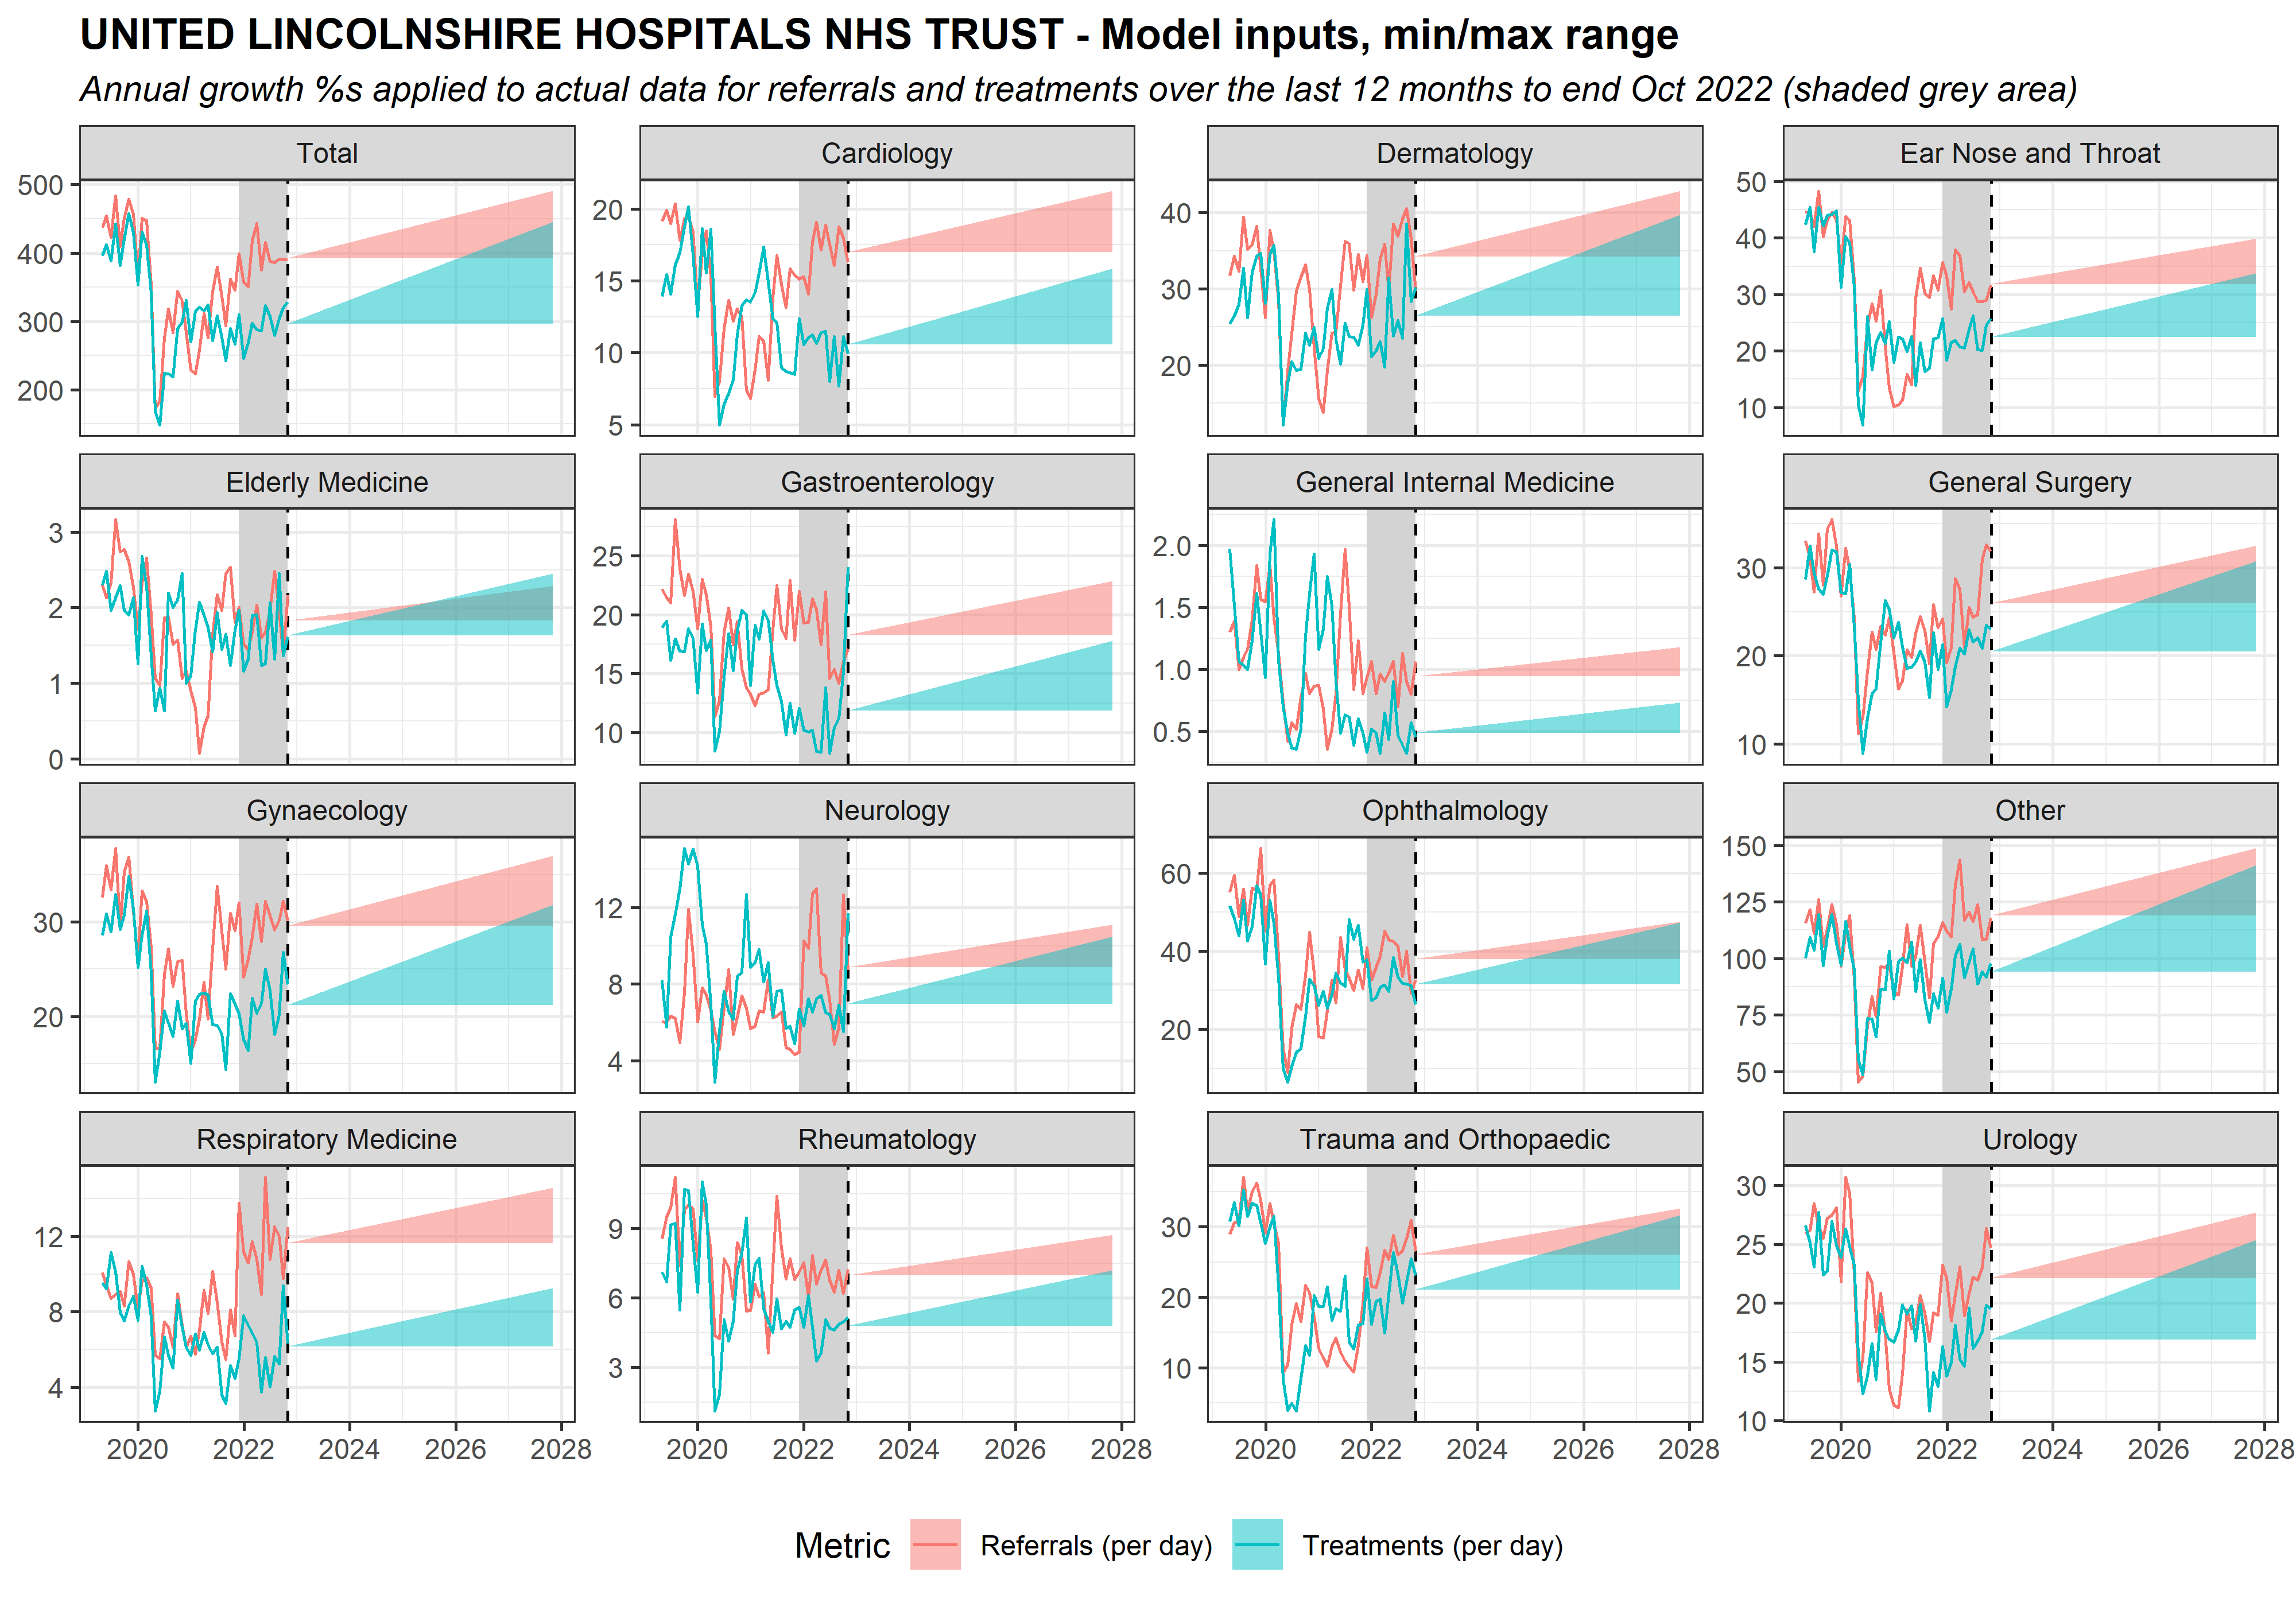 UNITED LINCOLNSHIRE HOSPITALS NHS TRUST - Model inputs, min/max range
Annual growth %s applied to actual data for referrals and treatments over the last 12 months to end Oct 2022 (shaded grey area)
Total
Cardiology
Dermatology
Ear Nose and Throat
500
400
300
200
20
15
10
5
40
30
20
50
40
30
20
10
Elderly Medicine
Gastroenterology
General Internal Medicine
General Surgery
3
2
1
0
25
20
15
10
2.0
1.5
1.0
0.5
30
20
10
Gynaecology
Neurology
Ophthalmology
Other
30
20
12
8
4
60
40
20
150
125
100
75
50
Respiratory Medicine
Rheumatology
Trauma and Orthopaedic
Urology
12
8
4
9
6
3
30
20
10
30
25
20
15
10
2020 2022 2024 2026 2028
2020 2022 2024 2026 2028
2020 2022 2024 2026 2028
2020 2022 2024 2026 2028
Metric Referrals (per day) Treatments (per day)